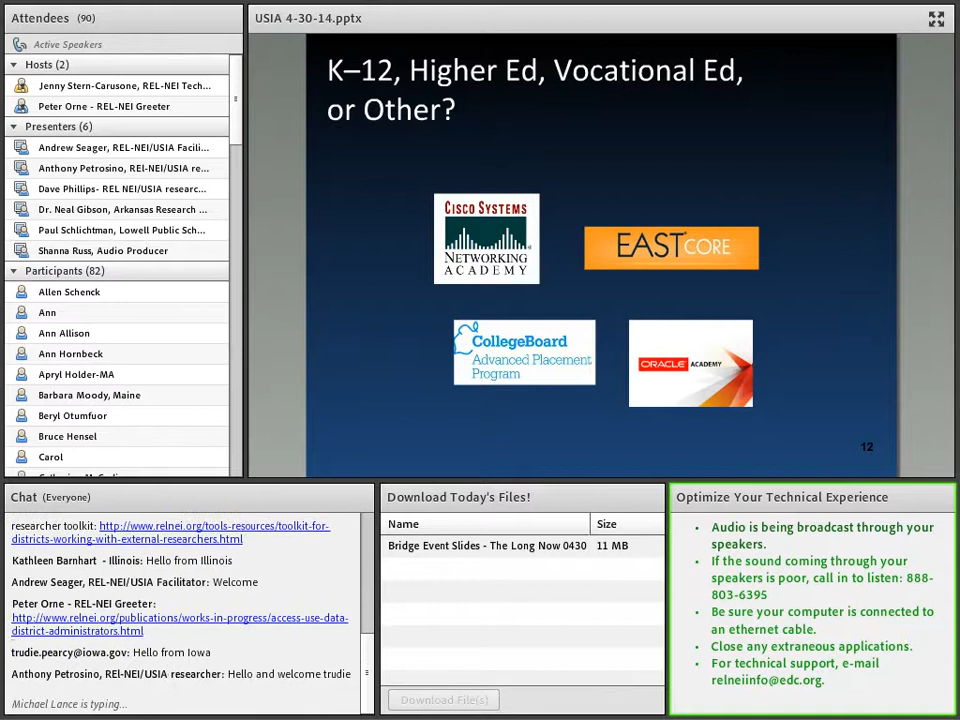 Attendees (90)
Active Speakers
Hosts (2)
Jenny Stern-Carusone, REL-NEI Tech...
Peter Orne - REL-NEI Greeter
Presenters (6)
Andrew Seager, REL-NEI/USIA Facili...
Anthony Petrosino, REl-NEI/USIA re...
Dave Phillips- REL NEI/USIA researc...
Dr. Neal Gibson, Arkansas Research ...
Paul Schlichtman, Lowell Public Sch...
Shanna Russ, Audio Producer
Participants (82)
Allen Schenck
Ann
Ann Allison
Ann Hornbeck
Apryl Holder-MA
Barbara Moody, Maine
Beryl Otumfuor
Bruce Hensel
Carol
USIA 4-30-14.pptx
K–12, Higher Ed, Vocational Ed,
or Other?
CISCO SYSTEMS
NETWORKING
ACADEMY
EASTCORE
CollegeBoard
Advanced Placement
Program
ORACLE ACADEMY
12
Chat (Everyone)
researcher toolkit: http://www.relnei.org/tools-resources/toolkit-for-
districts-working-with-external-researchers.html
Kathleen Barnhart - Illinois: Hello from Illinois
Andrew Seager, REL-NEI/USIA Facilitator: Welcome
Peter Orne - REL-NEI Greeter:
http://www.relnei.org/publications/works-in-progress/access-use-data-
district-administrators.html
trudie.pearcy@iowa.gov: Hello from Iowa
Anthony Petrosino, REl-NEI/USIA researcher: Hello and welcome trudie
Michael Lance is typing...
Download Today's Files!
Name Size
Bridge Event Slides - The Long Now 0430 11 MB
Download File(s)
Optimize Your Technical Experience
• Audio is being broadcast through your
speakers.
• If the sound coming through your
speakers is poor, call in to listen: 888-
803-6395
• Be sure your computer is connected to
an ethernet cable.
• Close any extraneous applications.
• For technical support, e-mail
relneiinfo@edc.org.